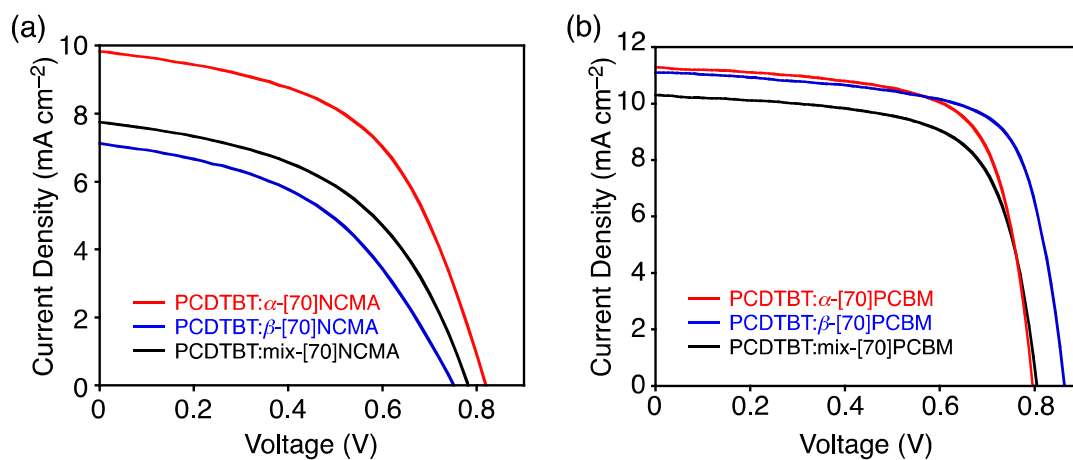 (a)
10
8
6
4
2
0
Current Density (mA cm⁻²)
PCDTBT:α-[70]NCMA
PCDTBT:β-[70]NCMA
PCDTBT:mix-[70]NCMA
0
0.2
0.4
0.6
0.8
Voltage (V)
(b)
12
10
8
6
10
2
0
Current Density (mA cm⁻²)
PCDTBT:α-[70]PCBM
PCDTBT:β-[70]PCBM
PCDTBT:mix-[70]PCBM
0
0.2
0.4
0.6
0.8
Voltage (V)